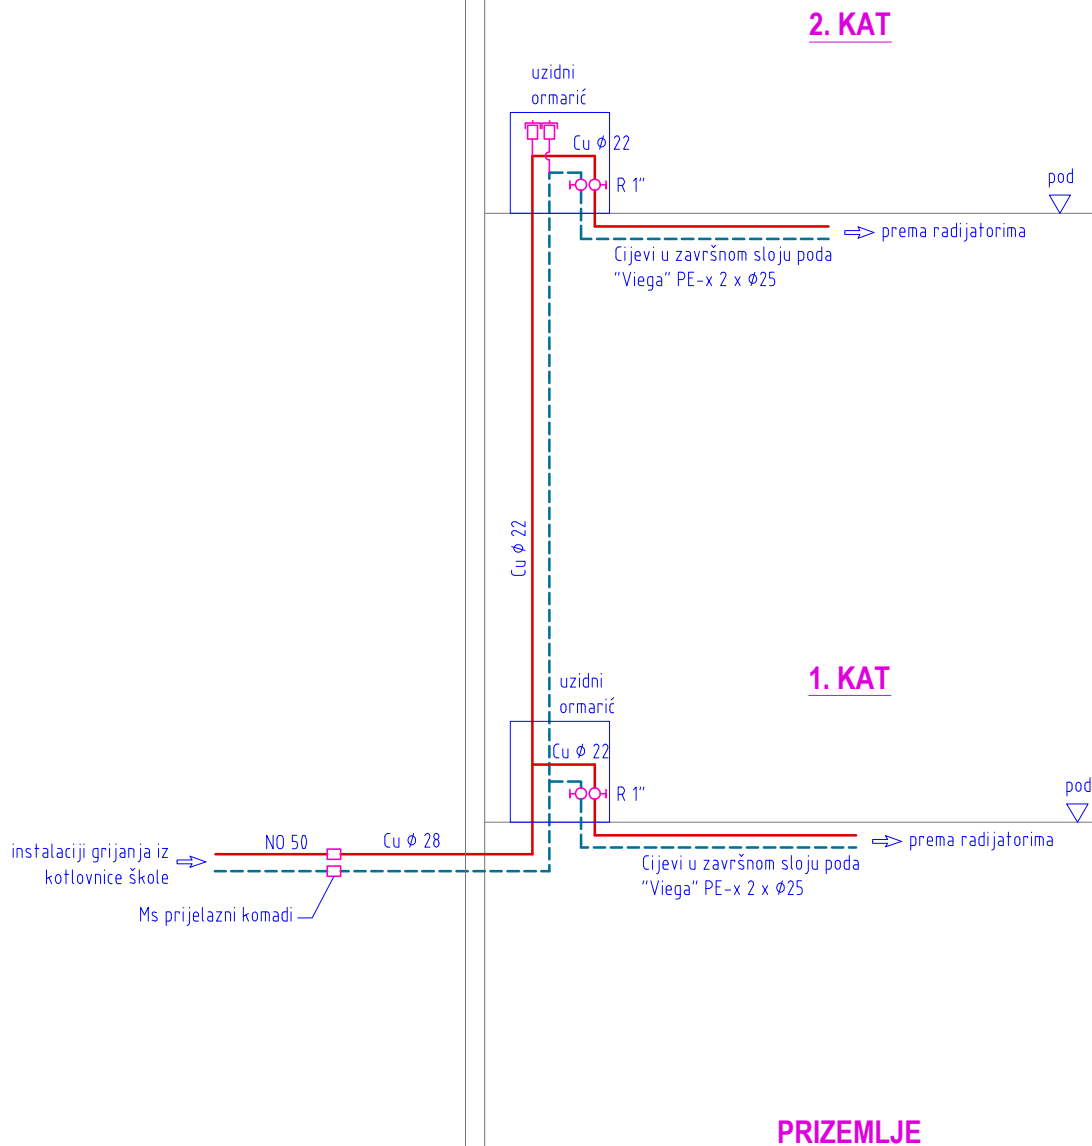 2. KAT
uzidni
ormarić
Cu ϕ 22
R 1"
pod
prema radijatorima
Cijevi u završnom sloju poda
"Viega" PE-x 2 x ϕ25
Cu ϕ 22
1. KAT
uzidni
ormarić
Cu ϕ 22
R 1"
pod
prema radijatorima
Cijevi u završnom sloju poda
"Viega" PE-x 2 x ϕ25
NO 50
Cu ϕ 28
instalaciji grijanja iz
kotlovnice škole
Ms prijelazni komadi
PRIZEMLJE